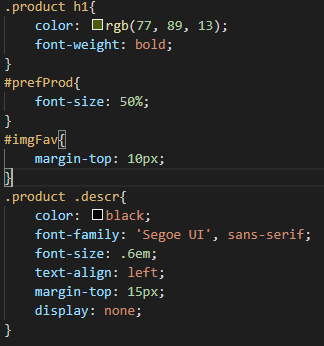 .product h1{
    color: rgb(77, 89, 13);
    font-weight: bold;
}
#prefProd{
    font-size: 50%;
}
#imgFav{
    margin-top: 10px;
}
.product .descr{
    color: black;
    font-family: 'Segoe UI', sans-serif;
    font-size: .6em;
    text-align: left;
    margin-top: 15px;
    display: none;
}